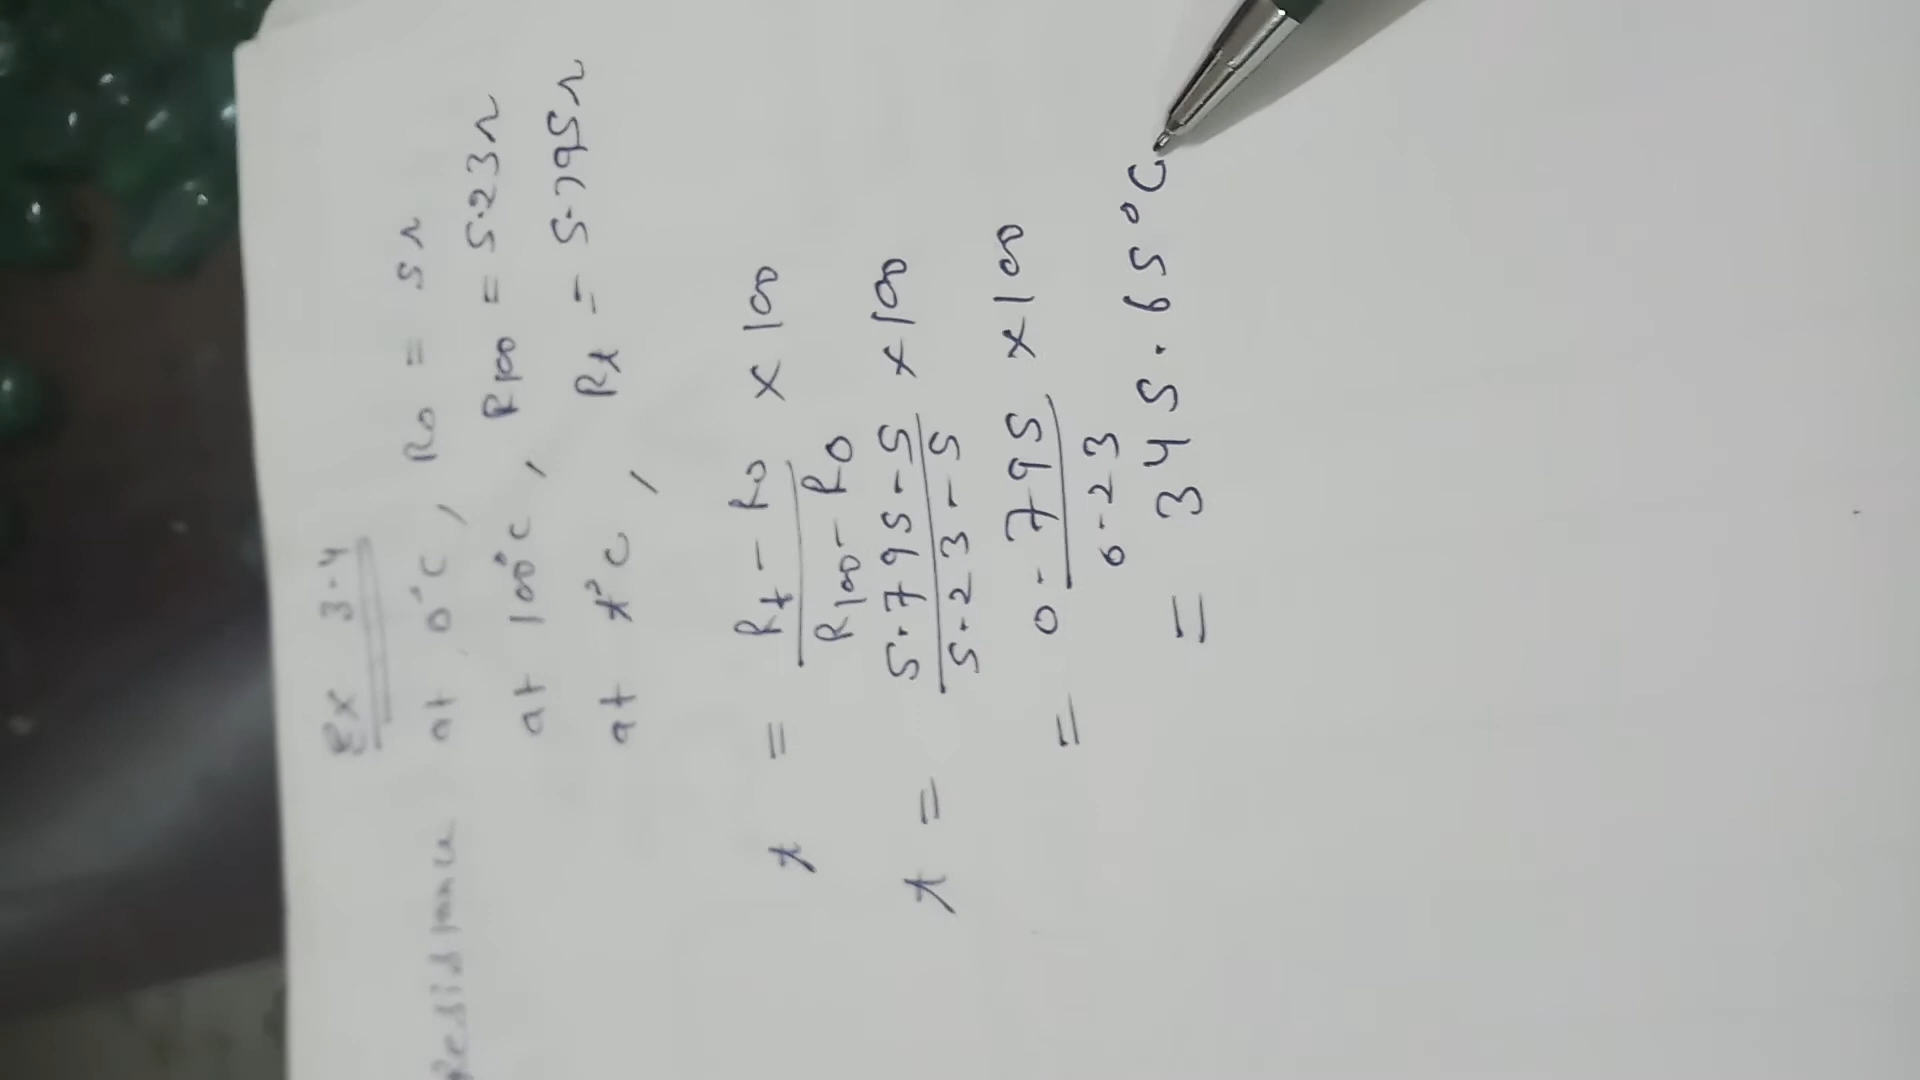 Ex 3.4
Resistance at 0°C, R0 = 5Ω
at 100°C, R100 = 5.23Ω
at t°C, Rt = 5.795Ω
t = Rt - R0 / R100 - R0 × 100
t = 5.795 - 5 / 5.23 - 5 × 100
= 0.795 / 0.23 × 100
= 345.65°C